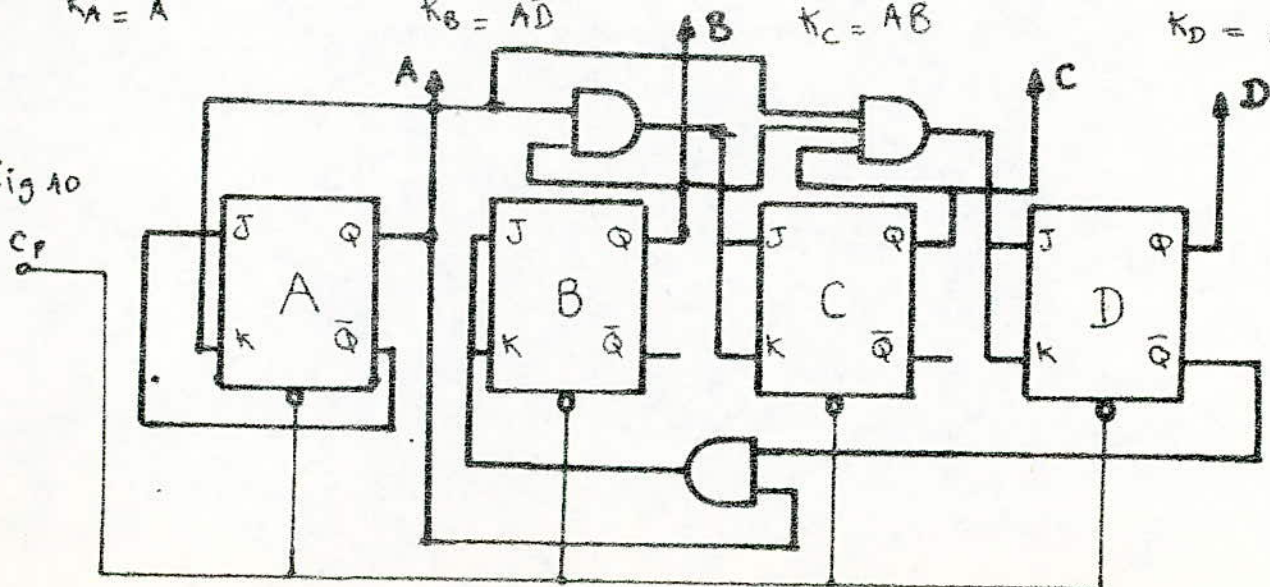 K_A = A K_B = AD̄ K_C = AB K_D =
A B C D
Fig 10
C_P
J Q J Q J Q J Q
A B C D
K Q̄ K Q̄ K Q̄ K Q̄